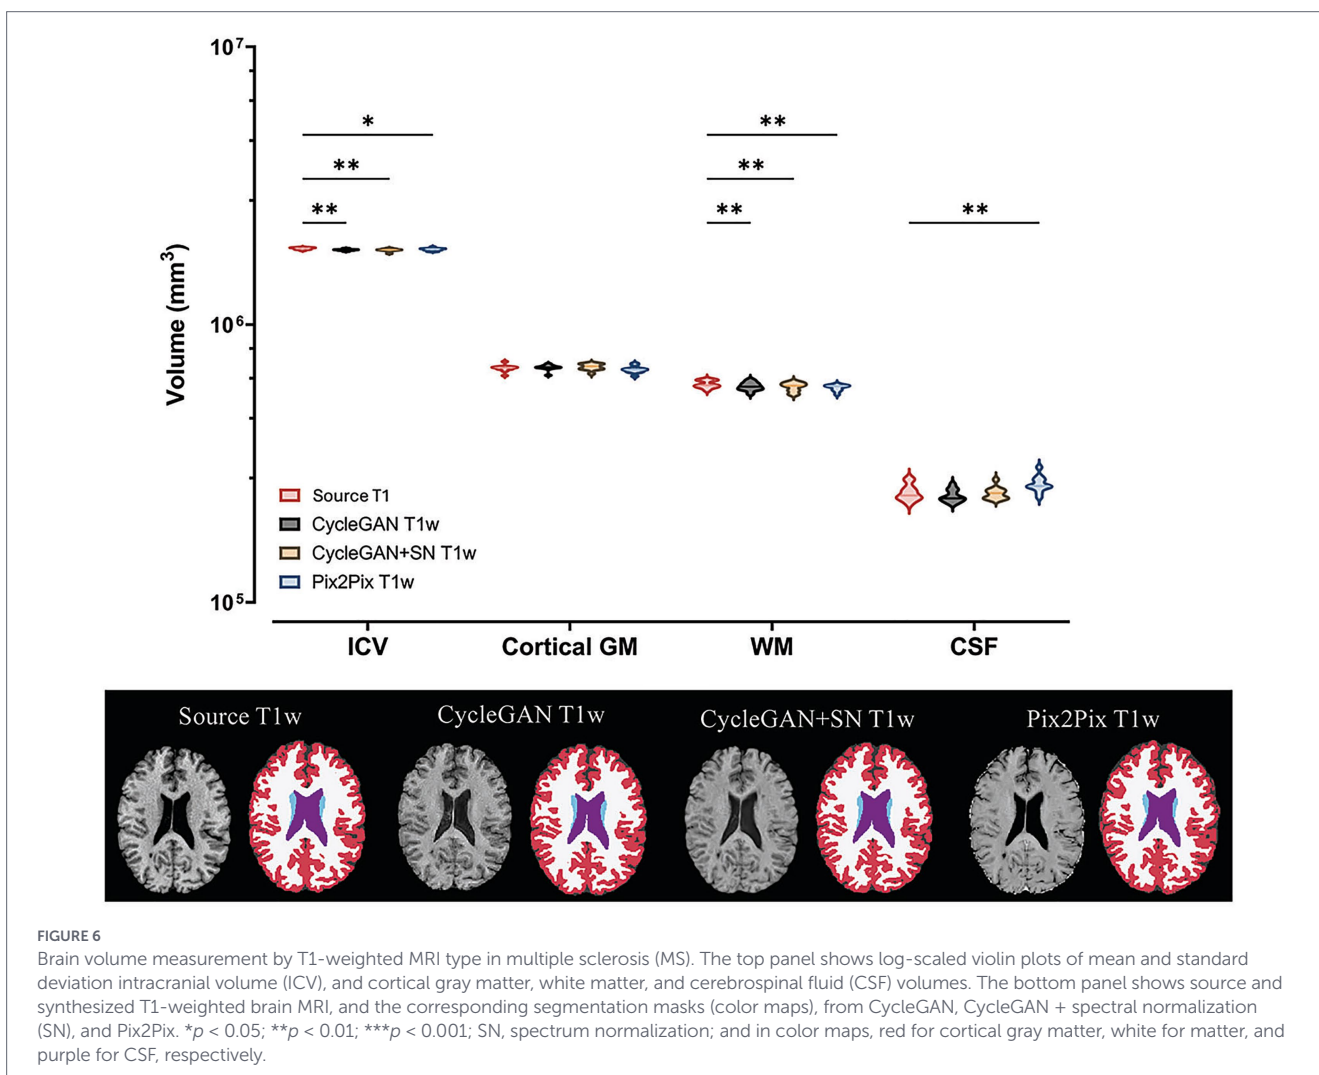 10⁷
*
**
**
**
**
**
**
Volume (mm³)
10⁶
Source T1
CycleGAN T1w
CycleGAN+SN T1w
Pix2Pix T1w
10⁵
ICV Cortical GM WM CSF
Source T1w CycleGAN T1w CycleGAN+SN T1w Pix2Pix T1w
FIGURE 6
Brain volume measurement by T1-weighted MRI type in multiple sclerosis (MS). The top panel shows log-scaled violin plots of mean and standard
deviation intracranial volume (ICV), and cortical gray matter, white matter, and cerebrospinal fluid (CSF) volumes. The bottom panel shows source and
synthesized T1-weighted brain MRI, and the corresponding segmentation masks (color maps), from CycleGAN, CycleGAN + spectral normalization
(SN), and Pix2Pix. *p < 0.05; **p < 0.01; ***p < 0.001; SN, spectrum normalization; and in color maps, red for cortical gray matter, white for matter, and
purple for CSF, respectively.